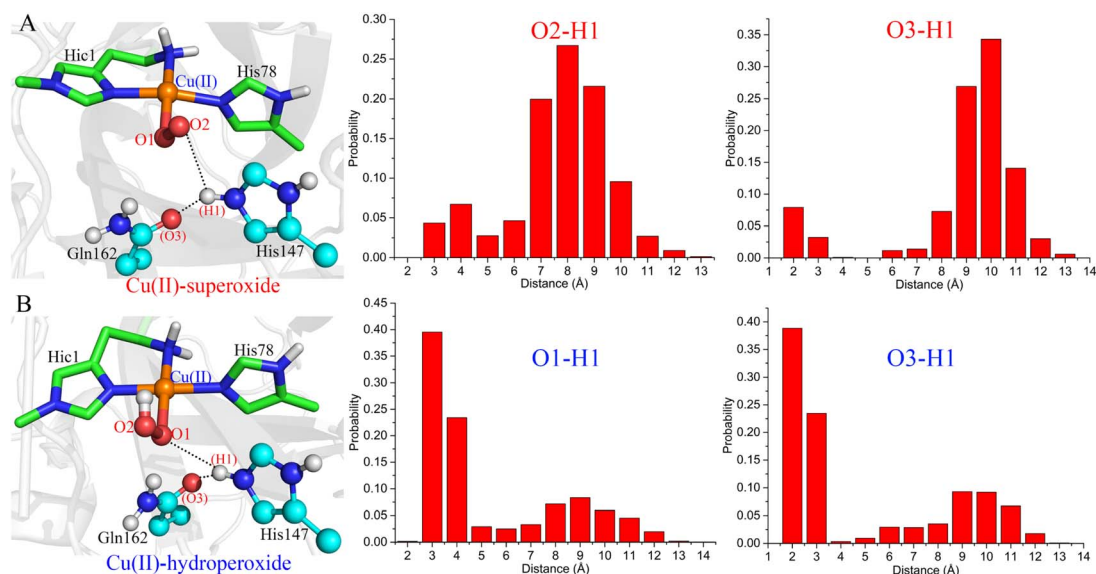 A
Hic1
His78
Cu(II)
O1
O2
(H1)
(O3)
Gln162
His147
Cu(II)-superoxide
O2-H1
Probability
0.30
0.25
0.20
0.15
0.10
0.05
0.00
2 3 4 5 6 7 8 9 10 11 12 13
Distance (Å)
O3-H1
Probability
0.35
0.30
0.25
0.20
0.15
0.10
0.05
0.00
1 2 3 4 5 6 7 8 9 10 11 12 13 14
Distance (Å)
B
Hic1
His78
Cu(II)
O2
O1
(H1)
(O3)
Gln162
His147
Cu(II)-hydroperoxide
O1-H1
Probability
0.45
0.40
0.35
0.30
0.25
0.20
0.15
0.10
0.05
0.00
2 3 4 5 6 7 8 9 10 11 12 13 14
Distance (Å)
O3-H1
Probability
0.40
0.35
0.30
0.25
0.20
0.15
0.10
0.05
0.00
1 2 3 4 5 6 7 8 9 10 11 12 13 14
Distance (Å)